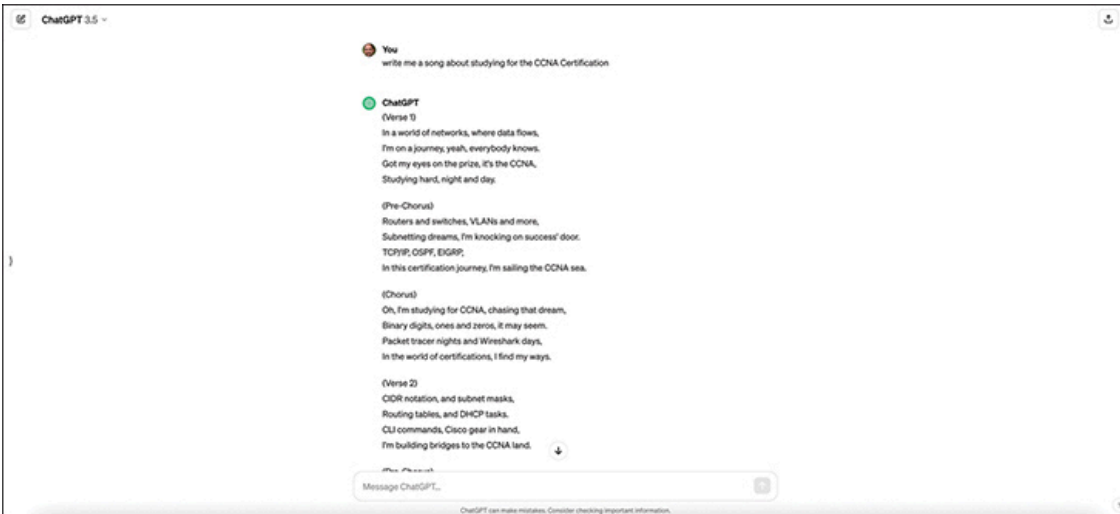 ChatGPT 3.5
You
write me a song about studying for the CCNA Certification
ChatGPT
(Verse 1)
In a world of networks, where data flows,
I'm on a journey, yeah, everybody knows.
Got my eyes on the prize, it's the CCNA,
Studying hard, night and day.
(Pre-Chorus)
Routers and switches, VLANs and more,
Subnetting dreams, I'm knocking on success' door.
TCP/IP, OSPF, EIGRP,
In this certification journey, I'm sailing the CCNA sea.
(Chorus)
Oh, I'm studying for CCNA, chasing that dream,
Binary digits, ones and zeros, it may seem.
Packet tracer nights and Wireshark days,
In the world of certifications, I find my ways.
(Verse 2)
CIDR notation, and subnet masks,
Routing tables, and DHCP tasks.
CLI commands, Cisco gear in hand,
I'm building bridges to the CCNA land.
(Pre-Chorus)
Message ChatGPT...
ChatGPT can make mistakes. Consider checking important information.